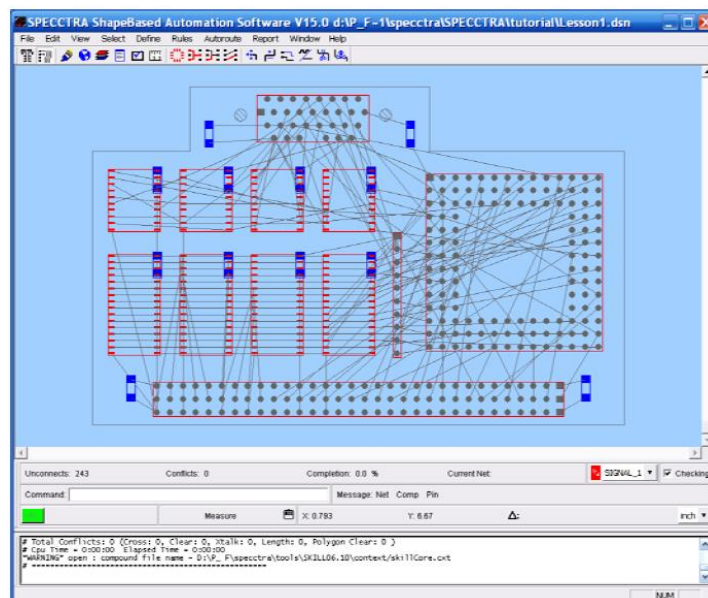 SPECCTRA ShapeBased Automation Software V15.0 d:\P_F-1\specctra\SPECCTRA\tutorial\Lesson1.dsn
File Edit View Select Define Rules Autoroute Report Window Help
Unconnects: 243 Conflicts: 0 Completion: 0.0 % Current Net: SIGNAL_1 Checking
Command: Message: Net Comp Pin
Measure X: 0.793 Y: 6.67 Δ: inch
# Total Conflicts: 0 (Cross: 0, Clear: 0, Xtalk: 0, Length: 0, Polygon Clear: 0 )
# Cpu Time = 0:00:00 Elapsed Time = 0:00:00
*WARNING* open : compound file name - D:\P_ F\specctra\tools\SKILL06.10\context/skillCore.cxt
# ==================================================
NUM